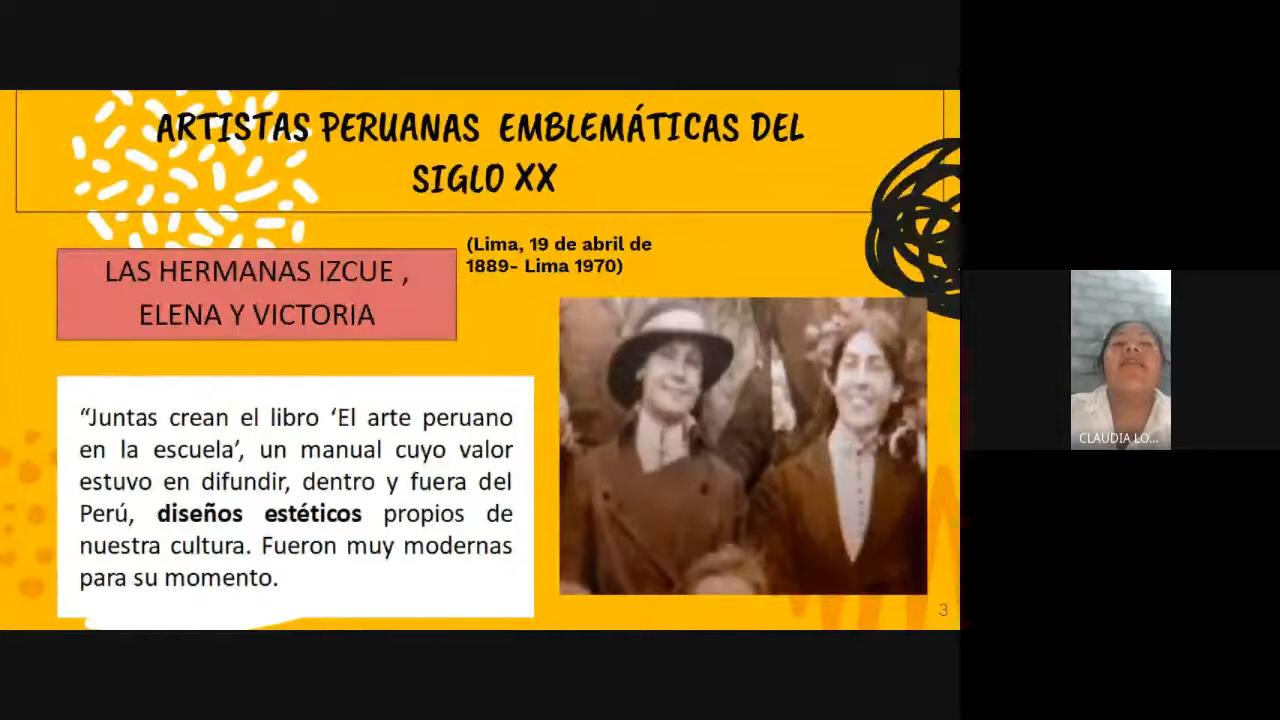 ARTISTAS PERUANAS EMBLEMÁTICAS DEL
SIGLO XX
(Lima, 19 de abril de
1889- Lima 1970)
LAS HERMANAS IZCUE ,
ELENA Y VICTORIA
“Juntas crean el libro ‘El arte peruano
en la escuela’, un manual cuyo valor
estuvo en difundir, dentro y fuera del
Perú, diseños estéticos propios de
nuestra cultura. Fueron muy modernas
para su momento.
3
CLAUDIA LO...